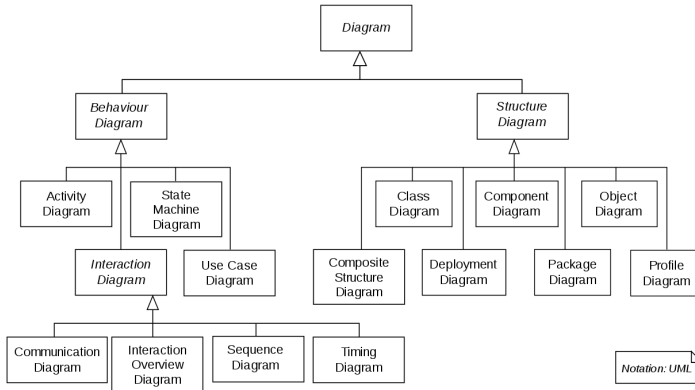 Diagram
Behaviour
Diagram
Structure
Diagram
Activity
Diagram
State
Machine
Diagram
Class
Diagram
Component
Diagram
Object
Diagram
Interaction
Diagram
Use Case
Diagram
Composite
Structure
Diagram
Deployment
Diagram
Package
Diagram
Profile
Diagram
Communication
Diagram
Interaction
Overview
Diagram
Sequence
Diagram
Timing
Diagram
Notation: UML